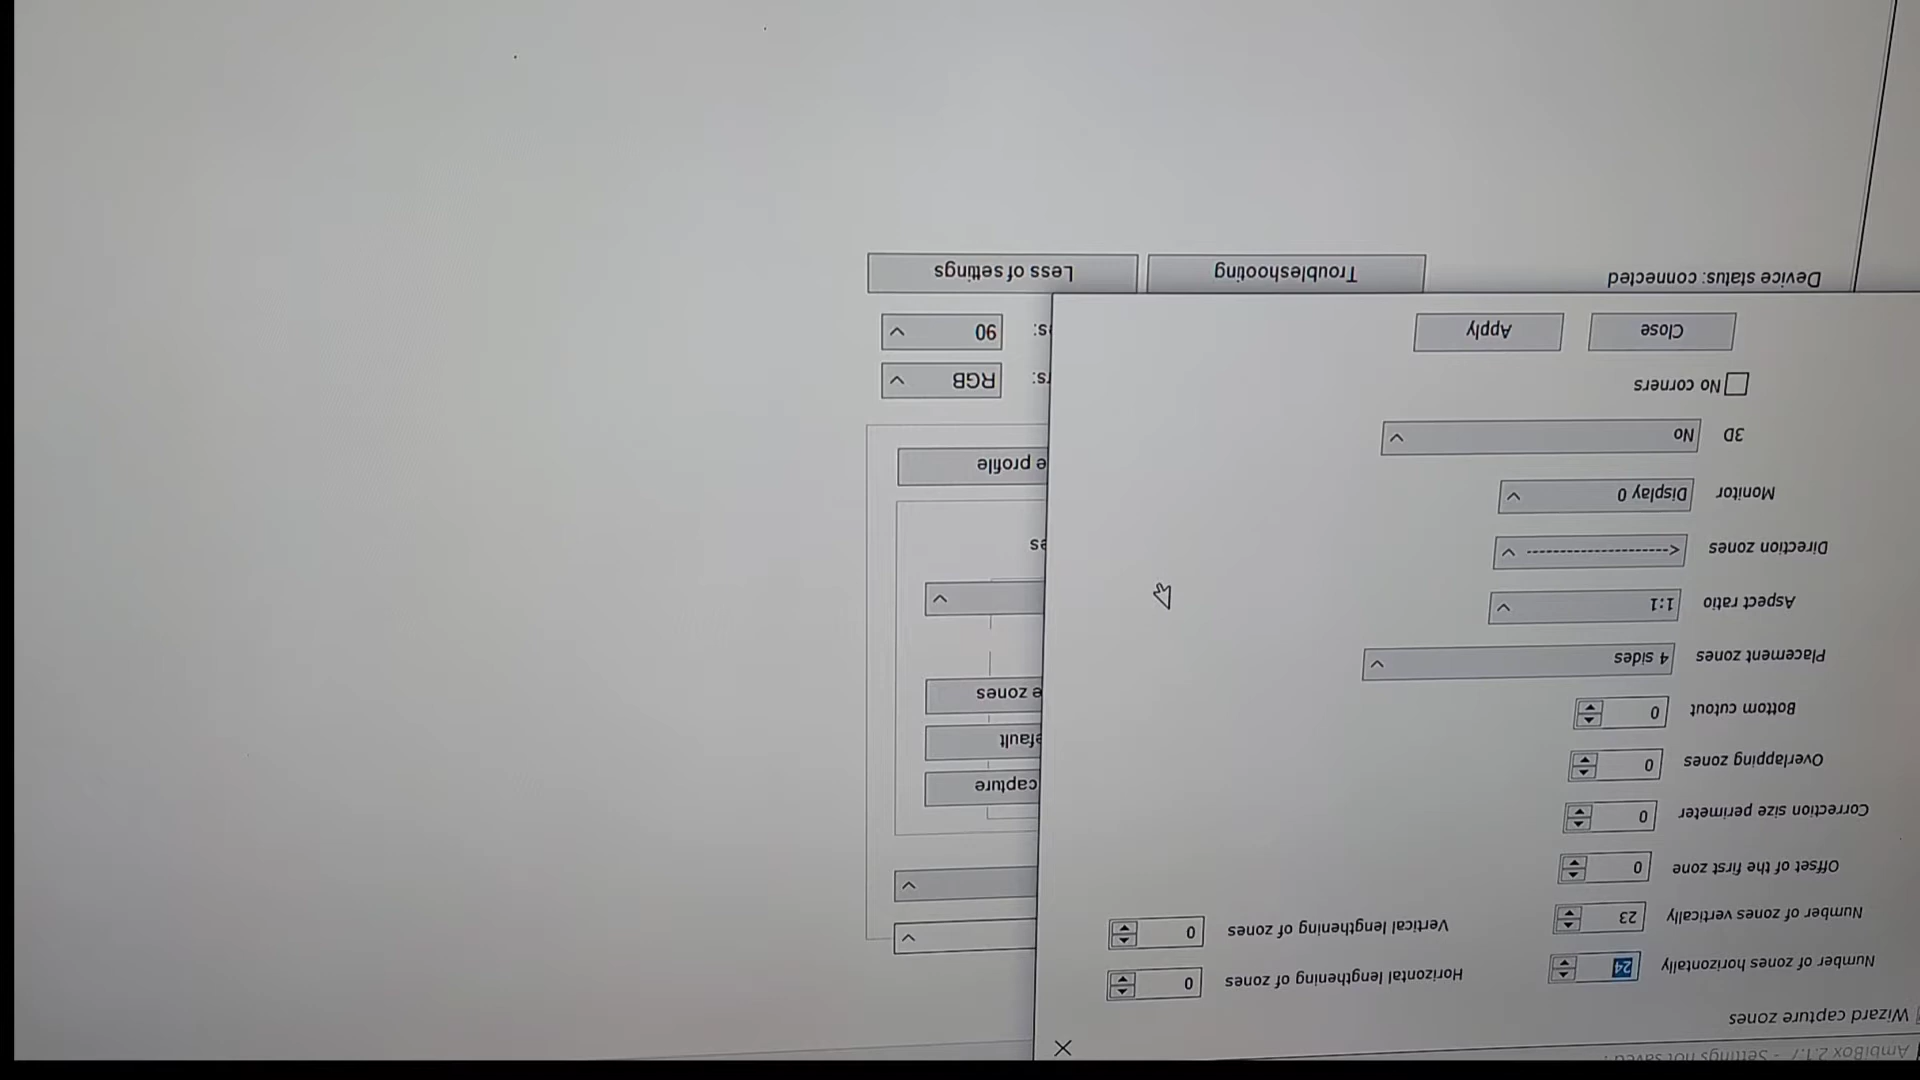 AmbiBox 2.1.7 - Settings not saved !
Wizard capture zones
Number of zones horizontally 24
Horizontal lengthening of zones 0
Number of zones vertically 23
Vertical lengthening of zones 0
Offset of the first zone 0
Correction size perimeter 0
Overlapping zones 0
Bottom cutout 0
Placement zones 4 sides
Aspect ratio 1:1
Direction zones <-----------------------
Monitor Display 0
3D No
No corners
Close Apply
capture
efault
e zones
es
e profile
rs: RGB
s: 90
Device status: connected
Troubleshooting
Less of settings